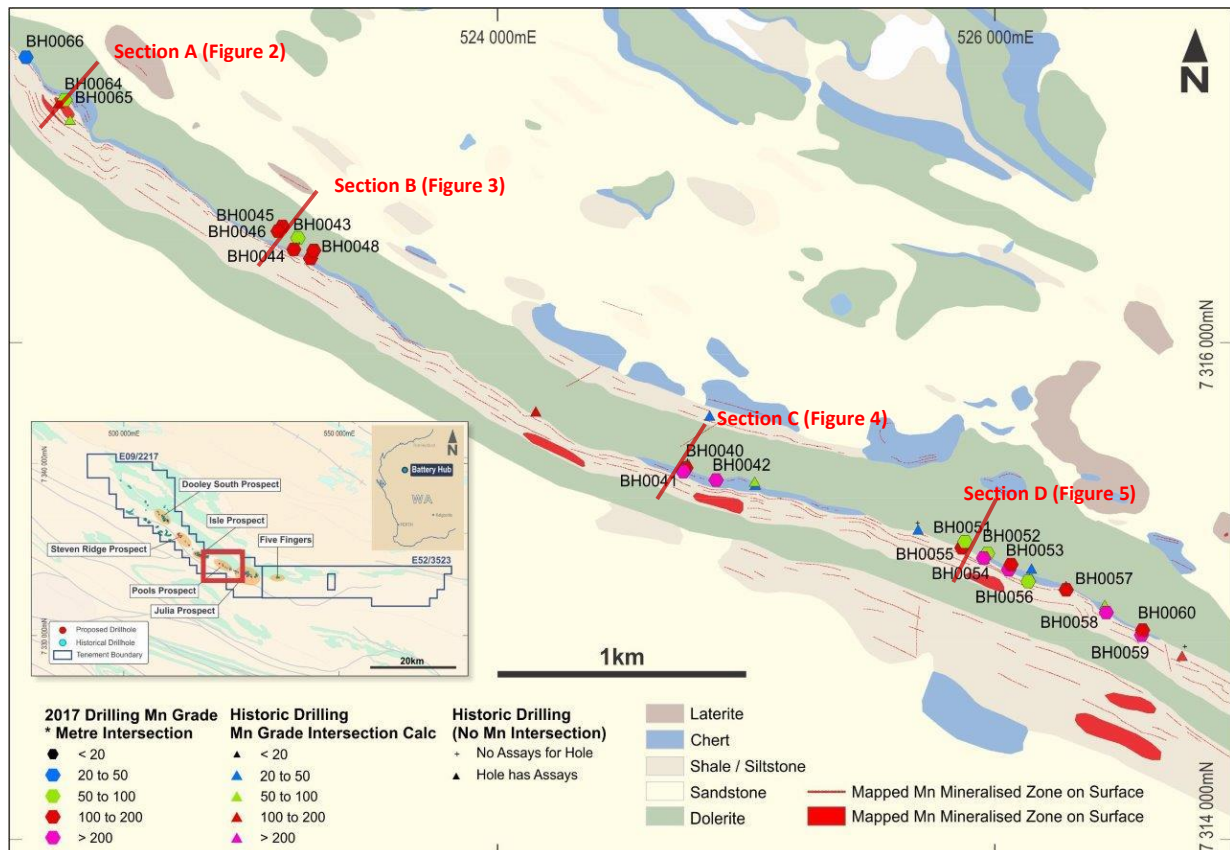 524 000mE
526 000mE
N
BH0066
Section A (Figure 2)
BH0064
BH0065
Section B (Figure 3)
BH0045
BH0043
BH0046
BH0048
BH0044
7 316 000mN
Section C (Figure 4)
BH0040
BH0042
BH0041
Section D (Figure 5)
BH0051
BH0052
BH0055
BH0053
BH0054
BH0057
BH0056
BH0060
BH0058
BH0059
500 000mE
550 000mE
N
E09/2217
7 340 000mN
Battery Hub
WA
Dooley South Prospect
Isle Prospect
Steven Ridge Prospect
Five Fingers
E52/3523
Pools Prospect
Julia Prospect
7 330 000mN
Proposed Drillhole
Historical Drillhole
Tenement Boundary
20km
1km
2017 Drilling Mn Grade
* Metre Intersection
< 20
20 to 50
50 to 100
100 to 200
> 200
Historic Drilling
Mn Grade Intersection Calc
< 20
20 to 50
50 to 100
100 to 200
> 200
Historic Drilling
(No Mn Intersection)
No Assays for Hole
Hole has Assays
Laterite
Chert
Shale / Siltstone
Sandstone
Dolerite
Mapped Mn Mineralised Zone on Surface
Mapped Mn Mineralised Zone on Surface
7 314 000mN